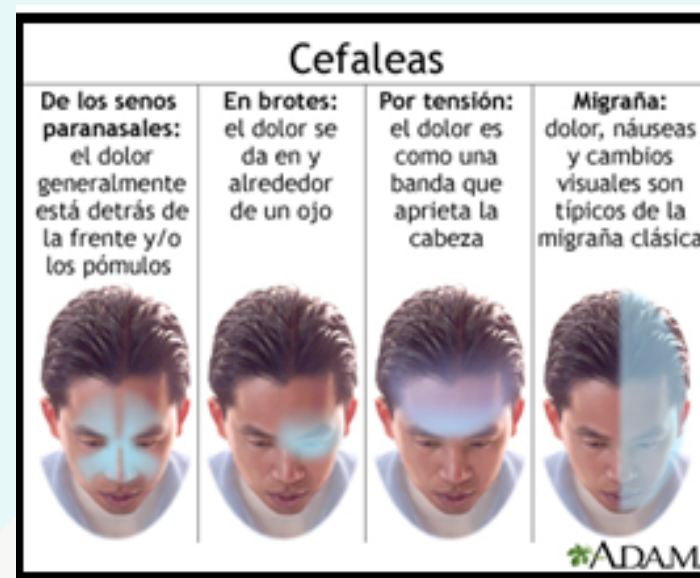 Cefaleas
De los senos
paranasales:
el dolor
generalmente
está detrás de
la frente y/o
los pómulos
En brotes:
el dolor se
da en y
alrededor
de un ojo
Por tensión:
el dolor es
como una
banda que
aprieta la
cabeza
Migraña:
dolor, náuseas
y cambios
visuales son
típicos de la
migraña clásica
ADAM